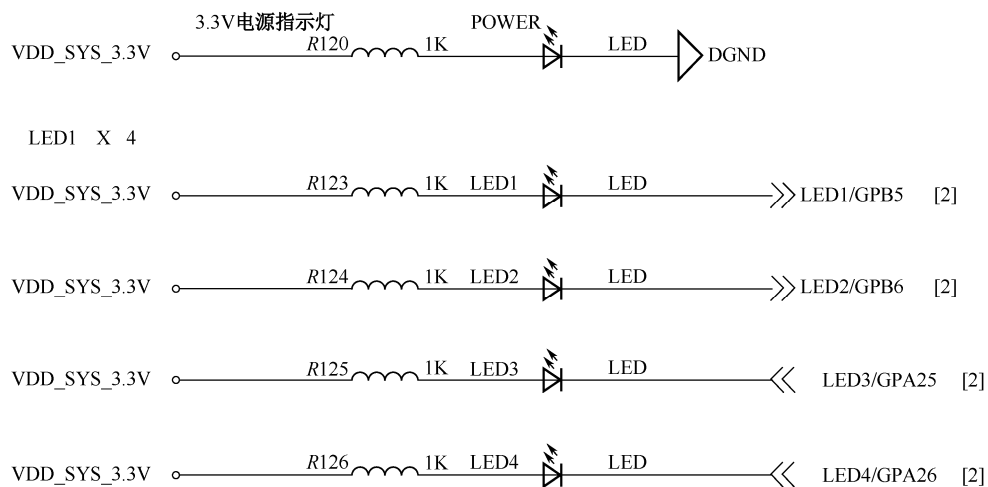 3.3V电源指示灯 POWER
VDD_SYS_3.3V R120 1K LED DGND
LED1 X 4
VDD_SYS_3.3V R123 1K LED1 LED LED1/GPB5 [2]
VDD_SYS_3.3V R124 1K LED2 LED LED2/GPB6 [2]
VDD_SYS_3.3V R125 1K LED3 LED LED3/GPA25 [2]
VDD_SYS_3.3V R126 1K LED4 LED LED4/GPA26 [2]